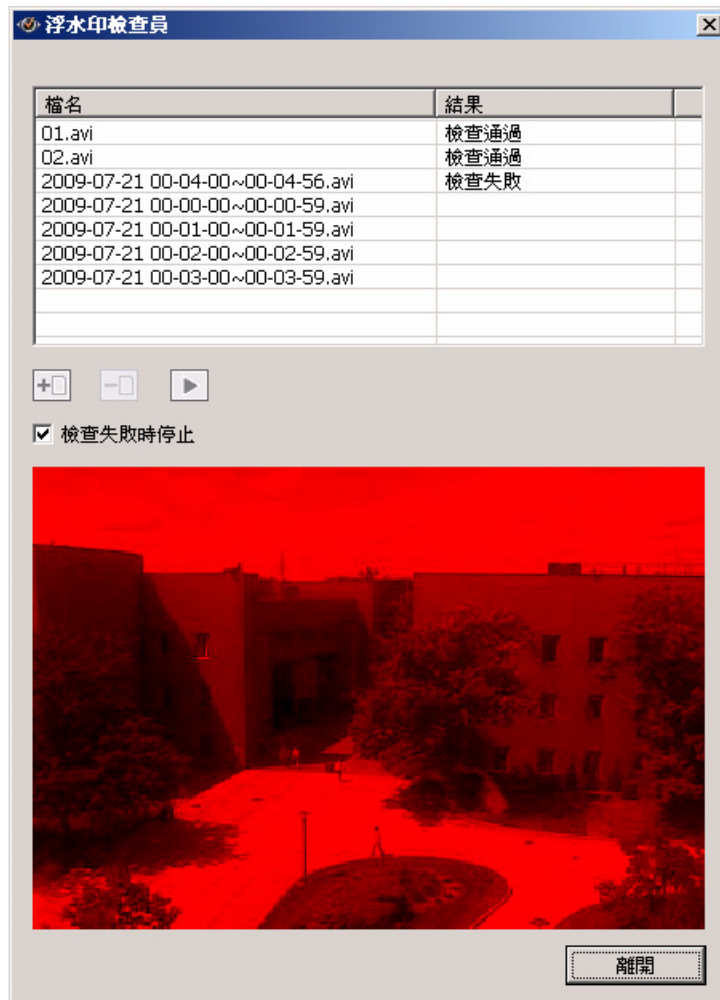 浮水印檢查員
檔名 結果
01.avi 檢查通過
02.avi 檢查通過
2009-07-21 00-04-00~00-04-56.avi 檢查失敗
2009-07-21 00-00-00~00-00-59.avi
2009-07-21 00-01-00~00-01-59.avi
2009-07-21 00-02-00~00-02-59.avi
2009-07-21 00-03-00~00-03-59.avi
檢查失敗時停止
離開